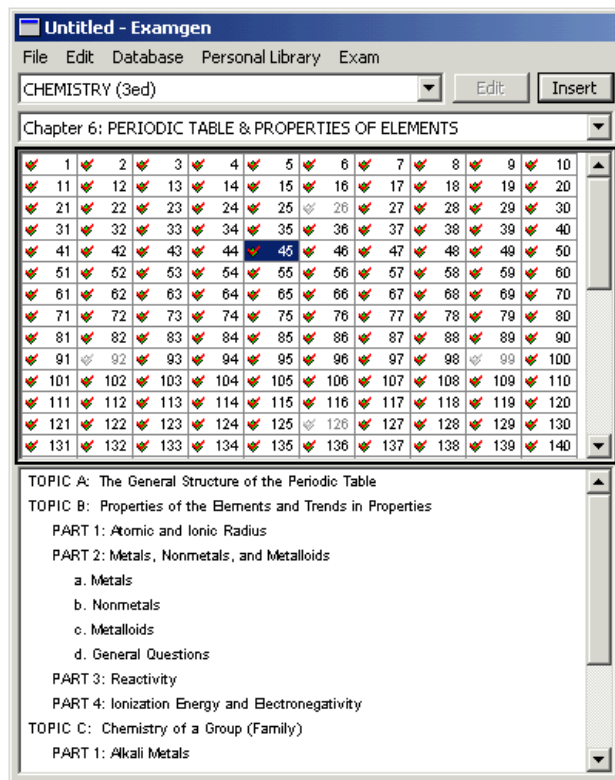 Untitled - Examgen
File Edit Database Personal Library Exam
CHEMISTRY (3ed) Edit Insert
Chapter 6: PERIODIC TABLE & PROPERTIES OF ELEMENTS
1 2 3 4 5 6 7 8 9 10
11 12 13 14 15 16 17 18 19 20
21 22 23 24 25 26 27 28 29 30
31 32 33 34 35 36 37 38 39 40
41 42 43 44 45 46 47 48 49 50
51 52 53 54 55 56 57 58 59 60
61 62 63 64 65 66 67 68 69 70
71 72 73 74 75 76 77 78 79 80
81 82 83 84 85 86 87 88 89 90
91 92 93 94 95 96 97 98 99 100
101 102 103 104 105 106 107 108 109 110
111 112 113 114 115 116 117 118 119 120
121 122 123 124 125 126 127 128 129 130
131 132 133 134 135 136 137 138 139 140
TOPIC A: The General Structure of the Periodic Table
TOPIC B: Properties of the Elements and Trends in Properties
PART 1: Atomic and Ionic Radius
PART 2: Metals, Nonmetals, and Metalloids
a. Metals
b. Nonmetals
c. Metalloids
d. General Questions
PART 3: Reactivity
PART 4: Ionization Energy and Electronegativity
TOPIC C: Chemistry of a Group (Family)
PART 1: Alkali Metals